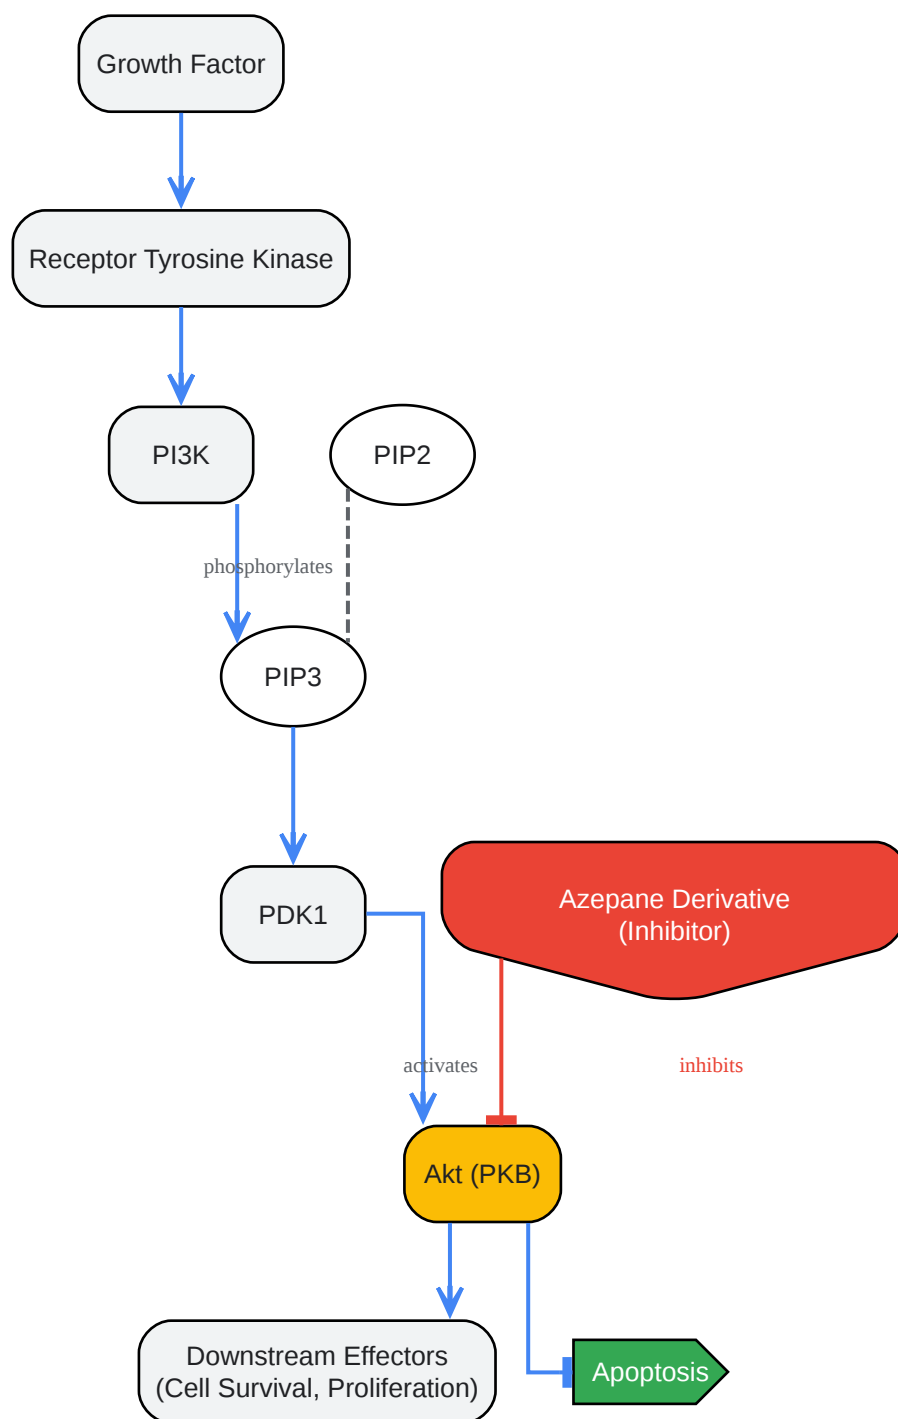 Growth Factor
Receptor Tyrosine Kinase
PI3K
PIP2
phosphorylates
PIP3
PDK1
Azepane Derivative
(Inhibitor)
activates
inhibits
Akt (PKB)
Downstream Effectors
(Cell Survival, Proliferation)
Apoptosis